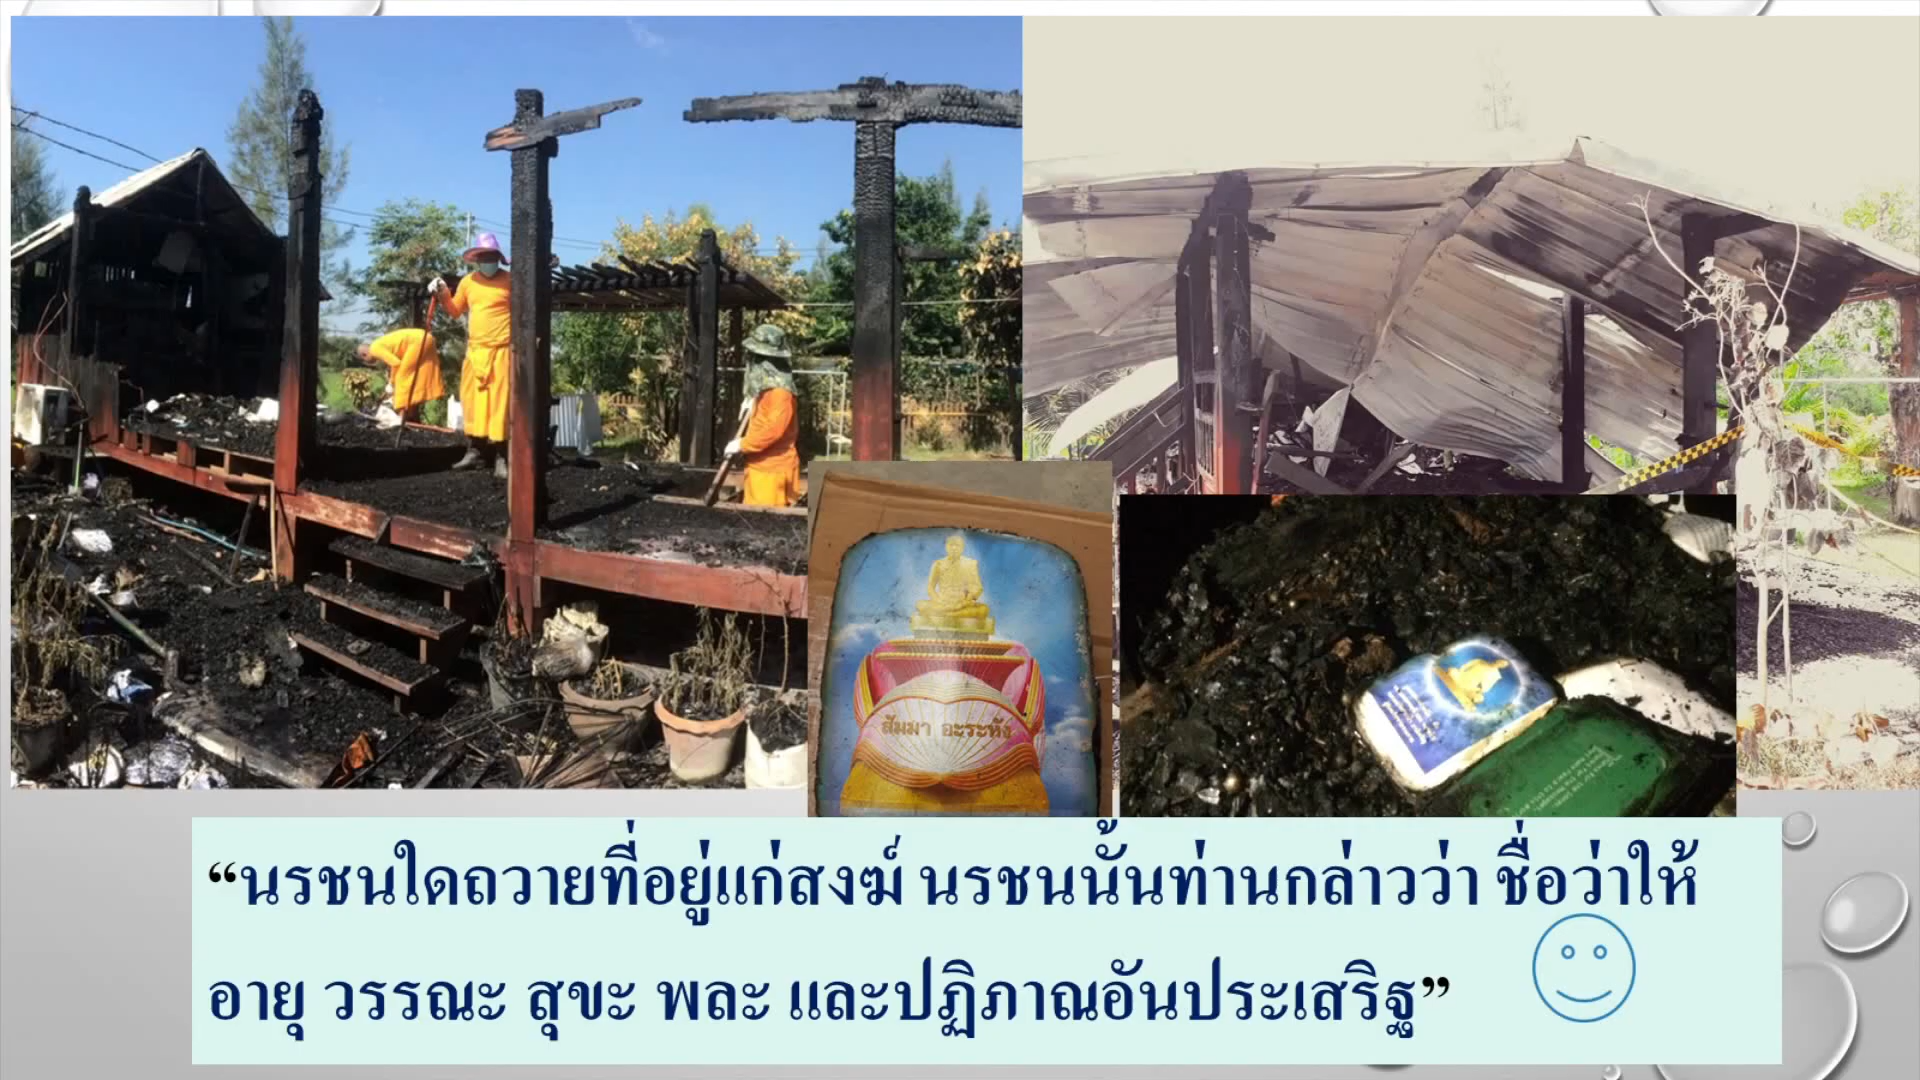 สัมมา อะระหัง
“นรชนใดถวายที่อยู่แก่สงฆ์ นรชนนั้นท่านกล่าวว่า ชื่อว่าให้
อายุ วรรณะ สุขะ พละ และปฏิภาณอันประเสริฐ”